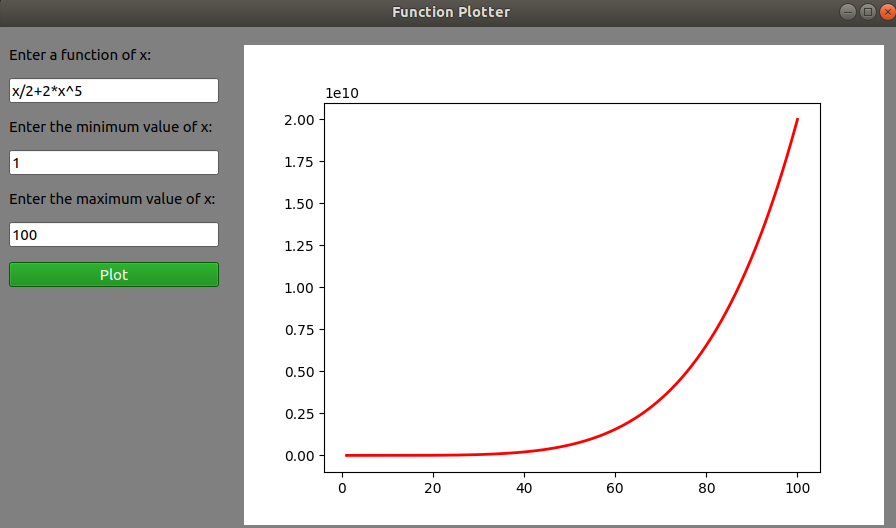 Function Plotter
Enter a function of x:
x/2+2*x^5
Enter the minimum value of x:
1
Enter the maximum value of x:
100
Plot
1e10
2.00
1.75
1.50
1.25
1.00
0.75
0.50
0.25
0.00
0 20 40 60 80 100